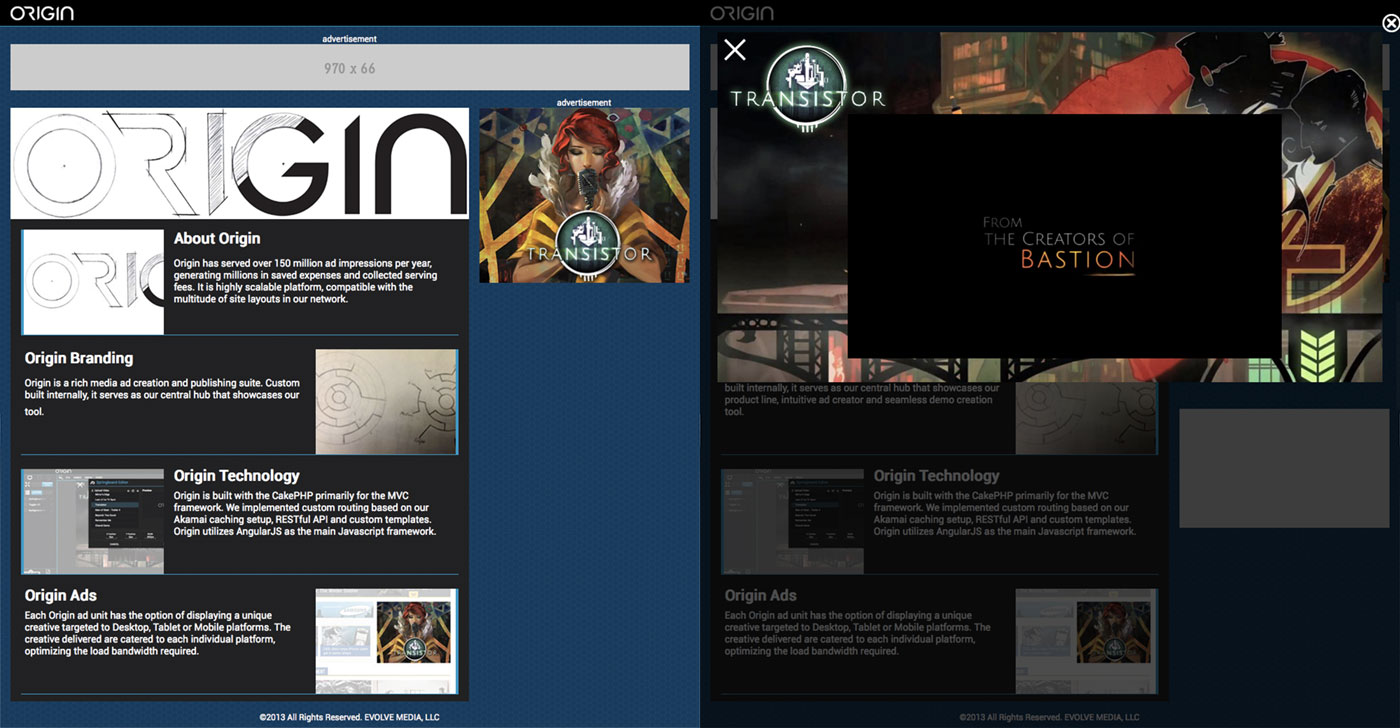 ORIGIN
advertisement
970 x 66
advertisement
ORIGIN
TRANSISTOR
About Origin
Origin has served over 150 million ad impressions per year,
generating millions in saved expenses and collected serving
fees. It is highly scalable platform, compatible with the
multitude of site layouts in our network.
Origin Branding
Origin is a rich media ad creation and publishing suite. Custom
built internally, it serves as our central hub that showcases our
tool.
Origin Technology
Origin is built with the CakePHP primarily for the MVC
framework. We implemented custom routing based on our
Akamai caching setup, RESTful API and custom templates.
Origin utilizes AngularJS as the main Javascript framework.
Origin Ads
Each Origin ad unit has the option of displaying a unique
creative targeted to Desktop, Tablet or Mobile platforms. The
creative delivered are catered to each individual platform,
optimizing the load bandwidth required.
TRANSISTOR
©2013 All Rights Reserved. EVOLVE MEDIA, LLC
ORIGIN
TRANSISTOR
FROM
THE CREATORS OF
BASTION
built internally, it serves as our central hub that showcases our
product line, intuitive ad creator and seamless demo creation
tool.
Origin Technology
Origin is built with the CakePHP primarily for the MVC
framework. We implemented custom routing based on our
Akamai caching setup, RESTful API and custom templates.
Origin utilizes AngularJS as the main Javascript framework.
Origin Ads
Each Origin ad unit has the option of displaying a unique
creative targeted to Desktop, Tablet or Mobile platforms. The
creative delivered are catered to each individual platform,
optimizing the load bandwidth required.
©2013 All Rights Reserved. EVOLVE MEDIA, LLC